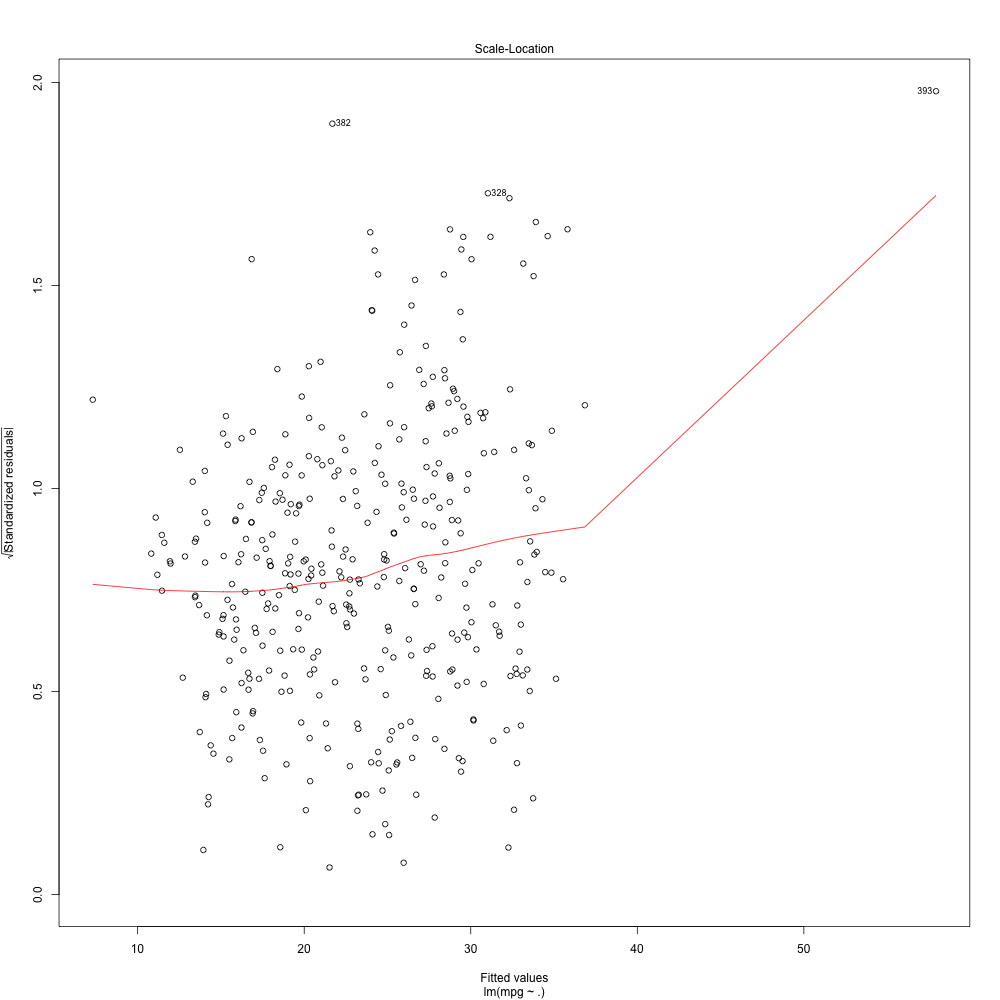 Scale-Location
393
382
328
2.0
1.5
1.0
0.5
0.0
√|Standardized residuals|
10 20 30 40 50
Fitted values
lm(mpg ~ .)